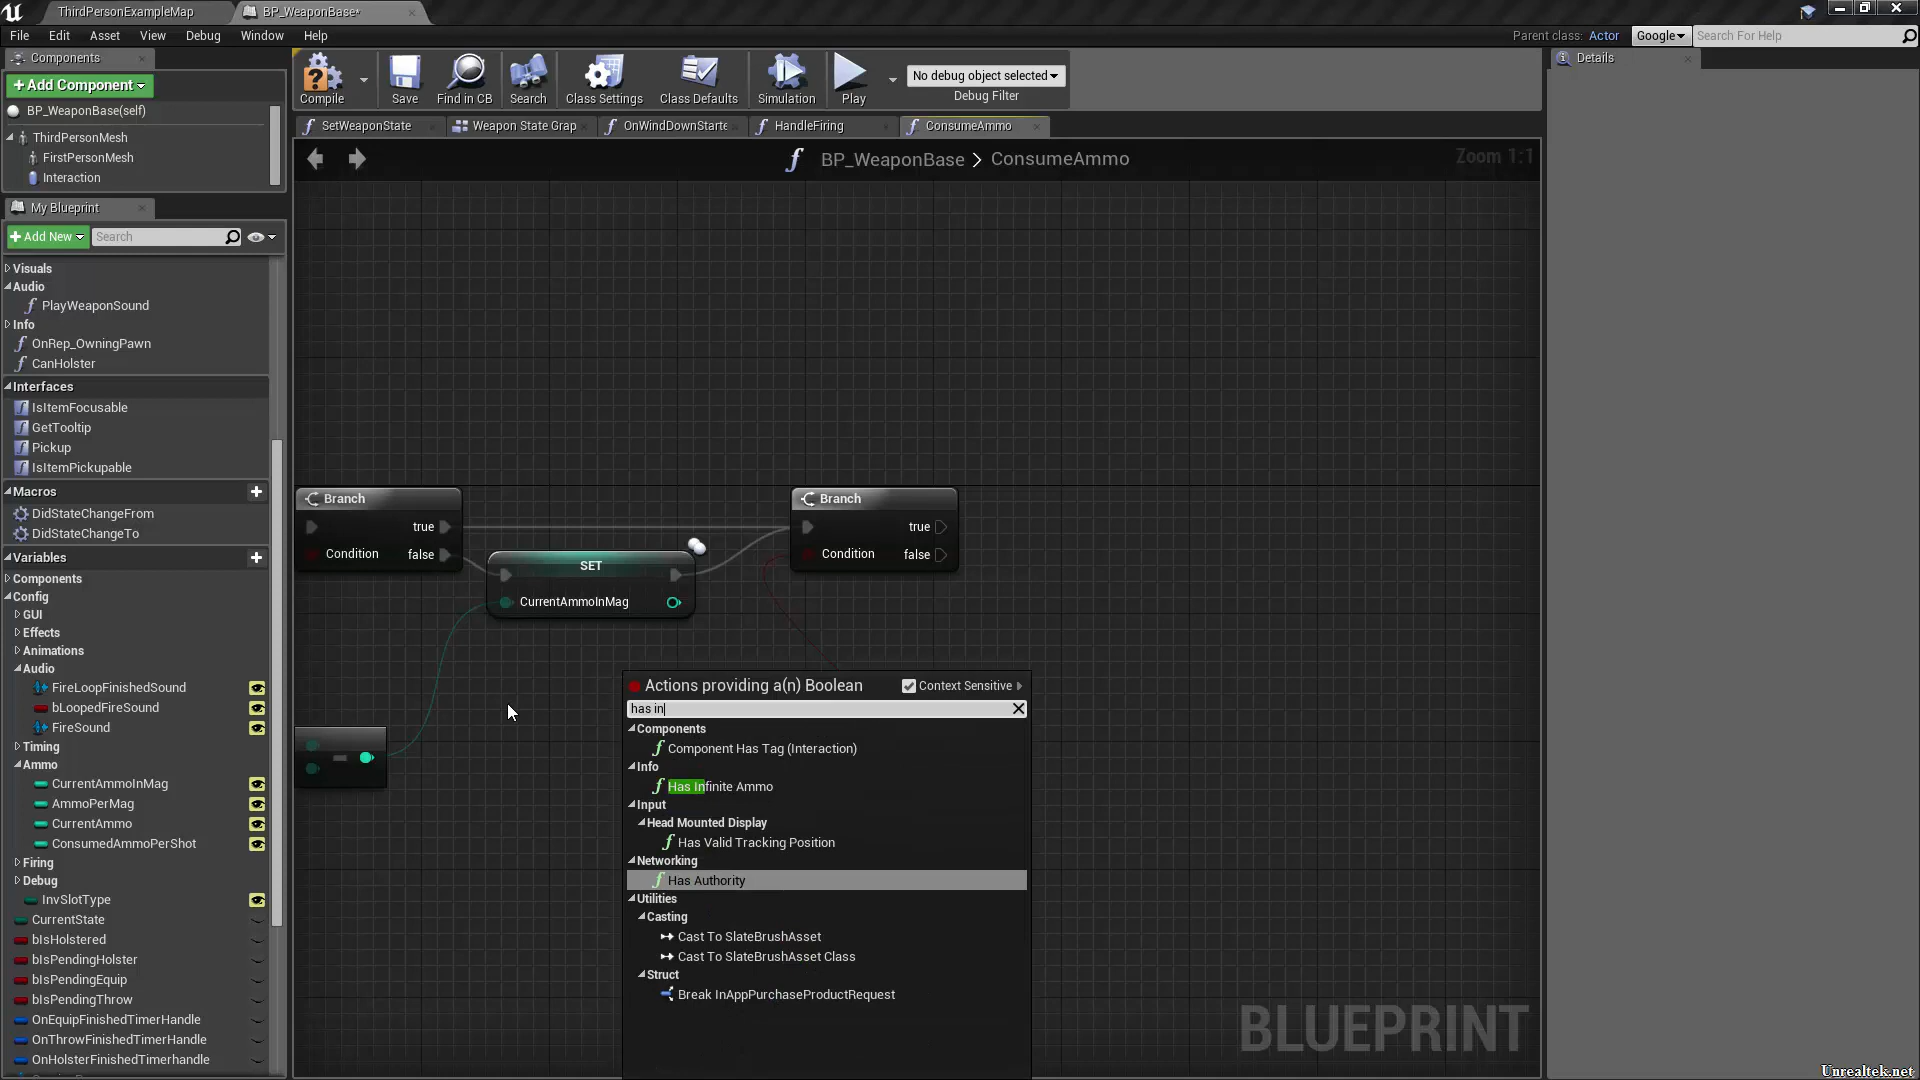 ThirdPersonExampleMap
BP_WeaponBase*
File Edit Asset View Debug Window Help
Parent class: Actor
Google
Search For Help
Components
+Add Component
BP_WeaponBase(self)
ThirdPersonMesh
FirstPersonMesh
Interaction
My Blueprint
+Add New
Search
Visuals
Audio
PlayWeaponSound
Info
OnRep_OwningPawn
CanHolster
Interfaces
IsItemFocusable
GetTooltip
Pickup
IsItemPickupable
Macros
DidStateChangeFrom
DidStateChangeTo
Variables
Components
Config
GUI
Effects
Animations
Audio
FireLoopFinishedSound
bLoopedFireSound
FireSound
Timing
Ammo
CurrentAmmoInMag
AmmoPerMag
CurrentAmmo
ConsumedAmmoPerShot
Firing
Debug
InvSlotType
CurrentState
bIsHolstered
bIsPendingHolster
bIsPendingEquip
bIsPendingThrow
OnEquipFinishedTimerHandle
OnThrowFinishedTimerHandle
OnHolsterFinishedTimerhandle
Compile
Save
Find in CB
Search
Class Settings
Class Defaults
Simulation
Play
No debug object selected
Debug Filter
SetWeaponState
Weapon State Grap
OnWindDownStarte
HandleFiring
ConsumeAmmo
BP_WeaponBase > ConsumeAmmo
Zoom 1:1
Branch
true
Condition
false
SET
CurrentAmmoInMag
Branch
true
Condition
false
Actions providing a(n) Boolean
Context Sensitive
has in
Components
Component Has Tag (Interaction)
Info
Has Infinite Ammo
Input
Head Mounted Display
Has Valid Tracking Position
Networking
Has Authority
Utilities
Casting
Cast To SlateBrushAsset
Cast To SlateBrushAsset Class
Struct
Break InAppPurchaseProductRequest
BLUEPRINT
Details
Unrealtek.net